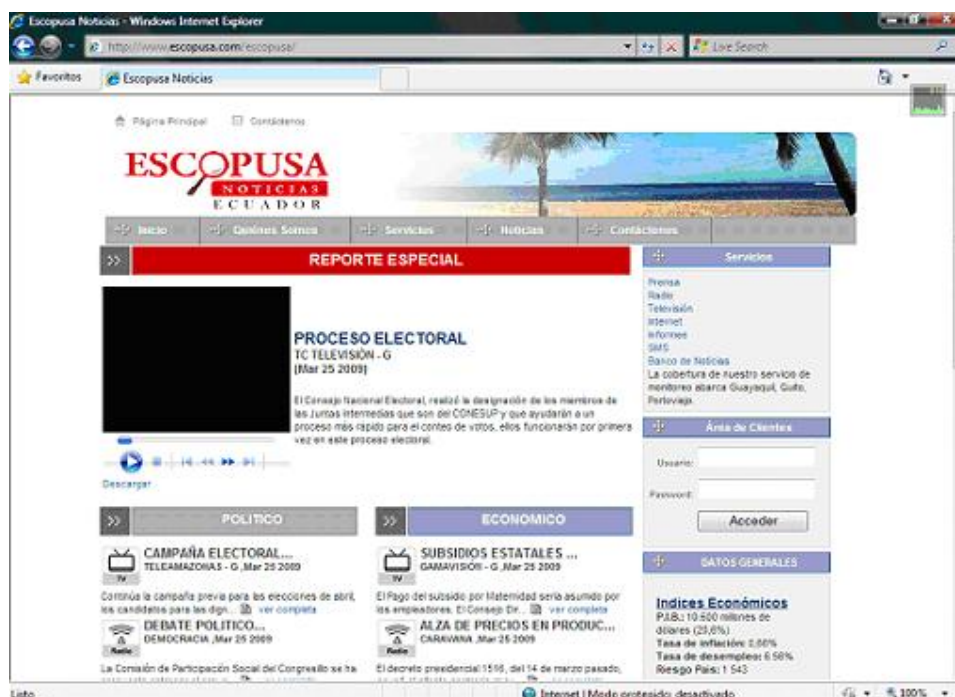 Escopusa Noticias - Windows Internet Explorer
http://www.escopusa.com/escopusa/
Live Search
Favoritos
Escopusa Noticias
Página Principal
Contáctenos
ESCOPUSA
NOTICIAS
ECUADOR
Inicio
Quiénes Somos
Servicios
Noticias
Contáctenos
REPORTE ESPECIAL
PROCESO ELECTORAL
TC TELEVISIÓN - G
(Mar 25 2009)
El Consejo Nacional Electoral, realizó la designación de los miembros de
las Juntas Intermedias que son del CONESUP y que ayudarán a un
proceso más rápido para el conteo de votos, ellos funcionarán por primera
vez en este proceso electoral.
Descargar
POLITICO
CAMPAÑA ELECTORAL...
TELEAMAZONAS - G ,Mar 25 2009
TV
Continúa la campaña previa para las elecciones de abril,
los candidatos para las dign... ver completa
DEBATE POLITICO...
DEMOCRACIA ,Mar 25 2009
Radio
La Comisión de Participación Social del Congresillo se ha
ECONOMICO
SUBSIDIOS ESTATALES ...
GAMAVISIÓN - G ,Mar 25 2009
TV
El Pago del subsidio por Maternidad sería asumido por
los empleadores. El Consejo Dir... ver completa
ALZA DE PRECIOS EN PRODUC...
CARAVANA ,Mar 25 2009
Radio
El decreto presidencial 1516, del 14 de marzo pasado,
Servicios
Prensa
Radio
Televisión
Internet
Informes
SMS
Banco de Noticias
La cobertura de nuestro servicio de
monitoreo abarca Guayaquil, Quito,
Portoviejo.
Área de Clientes
Usuario:
Password:
Acceder
DATOS GENERALES
Indices Económicos
P.I.B.: 10.600 millones de
dólares (23,6%)
Tasa de inflación: 0,66%
Tasa de desempleo: 6.56%
Riesgo País: 1 543
Listo
Internet | Modo protegido: desactivado
100%